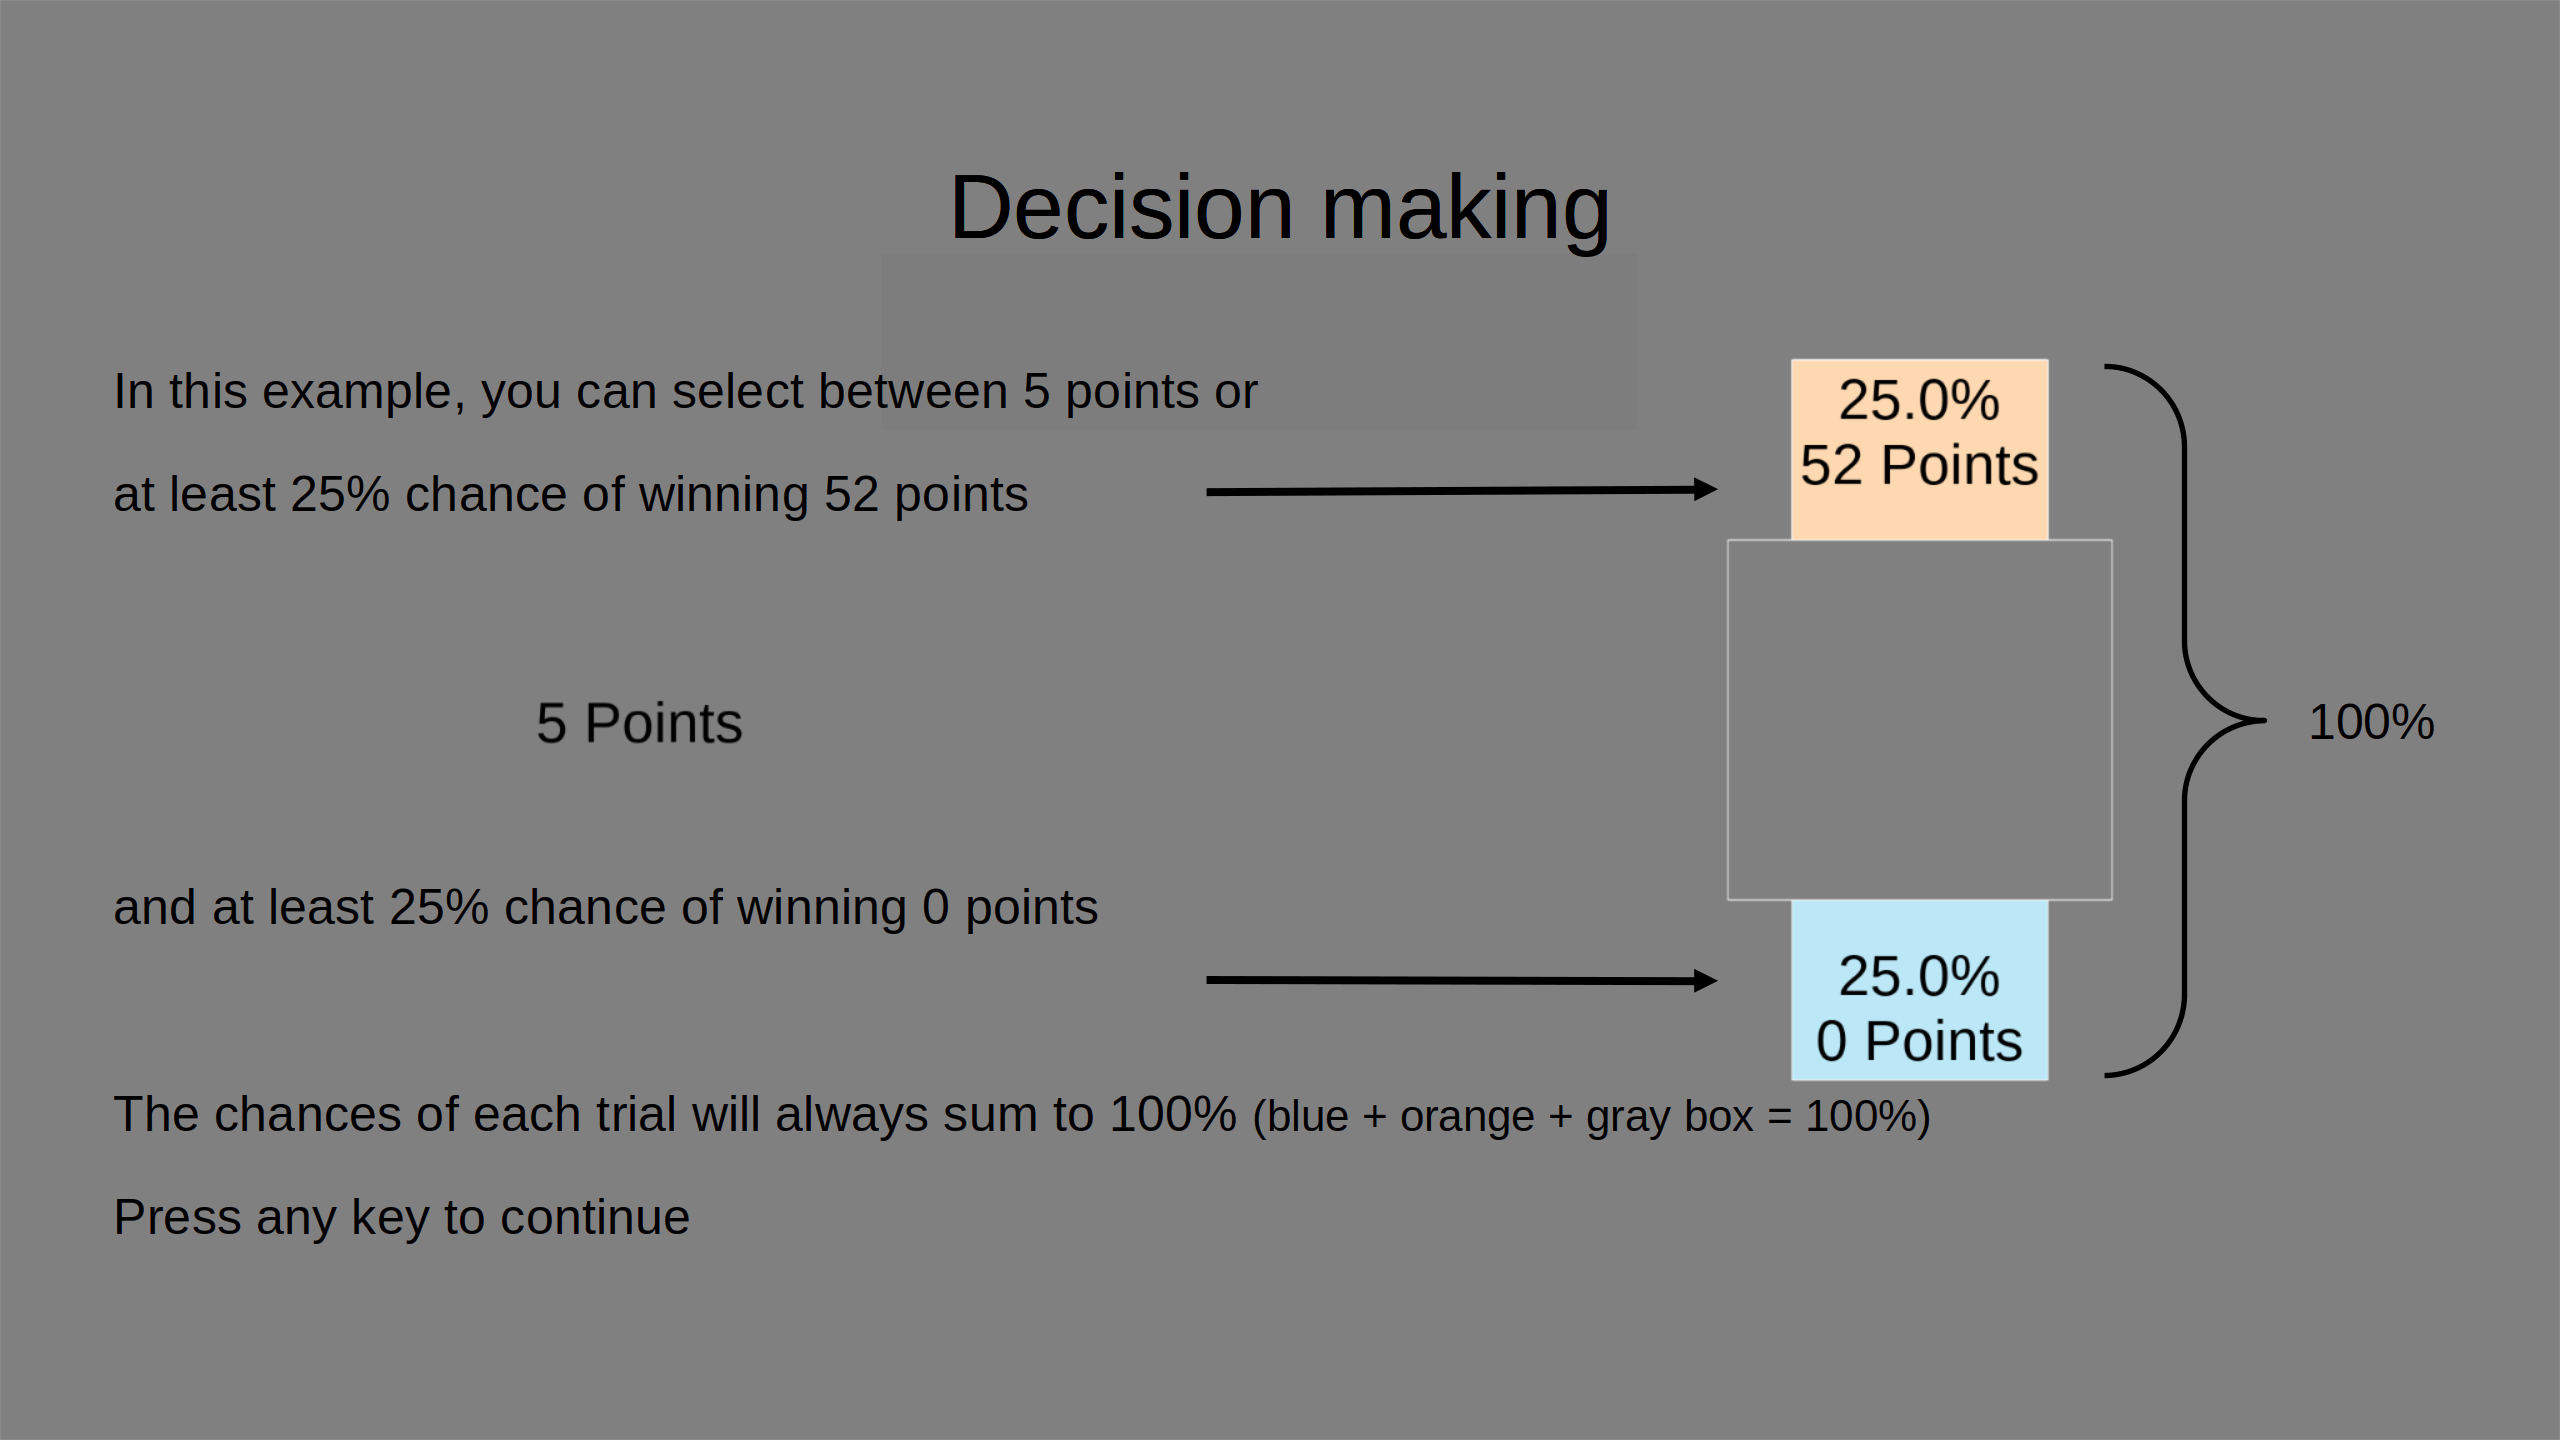 Decision making
In this example, you can select between 5 points or
at least 25% chance of winning 52 points
25.0%
52 Points
5 Points
100%
and at least 25% chance of winning 0 points
25.0%
0 Points
The chances of each trial will always sum to 100% (blue + orange + gray box = 100%)
Press any key to continue